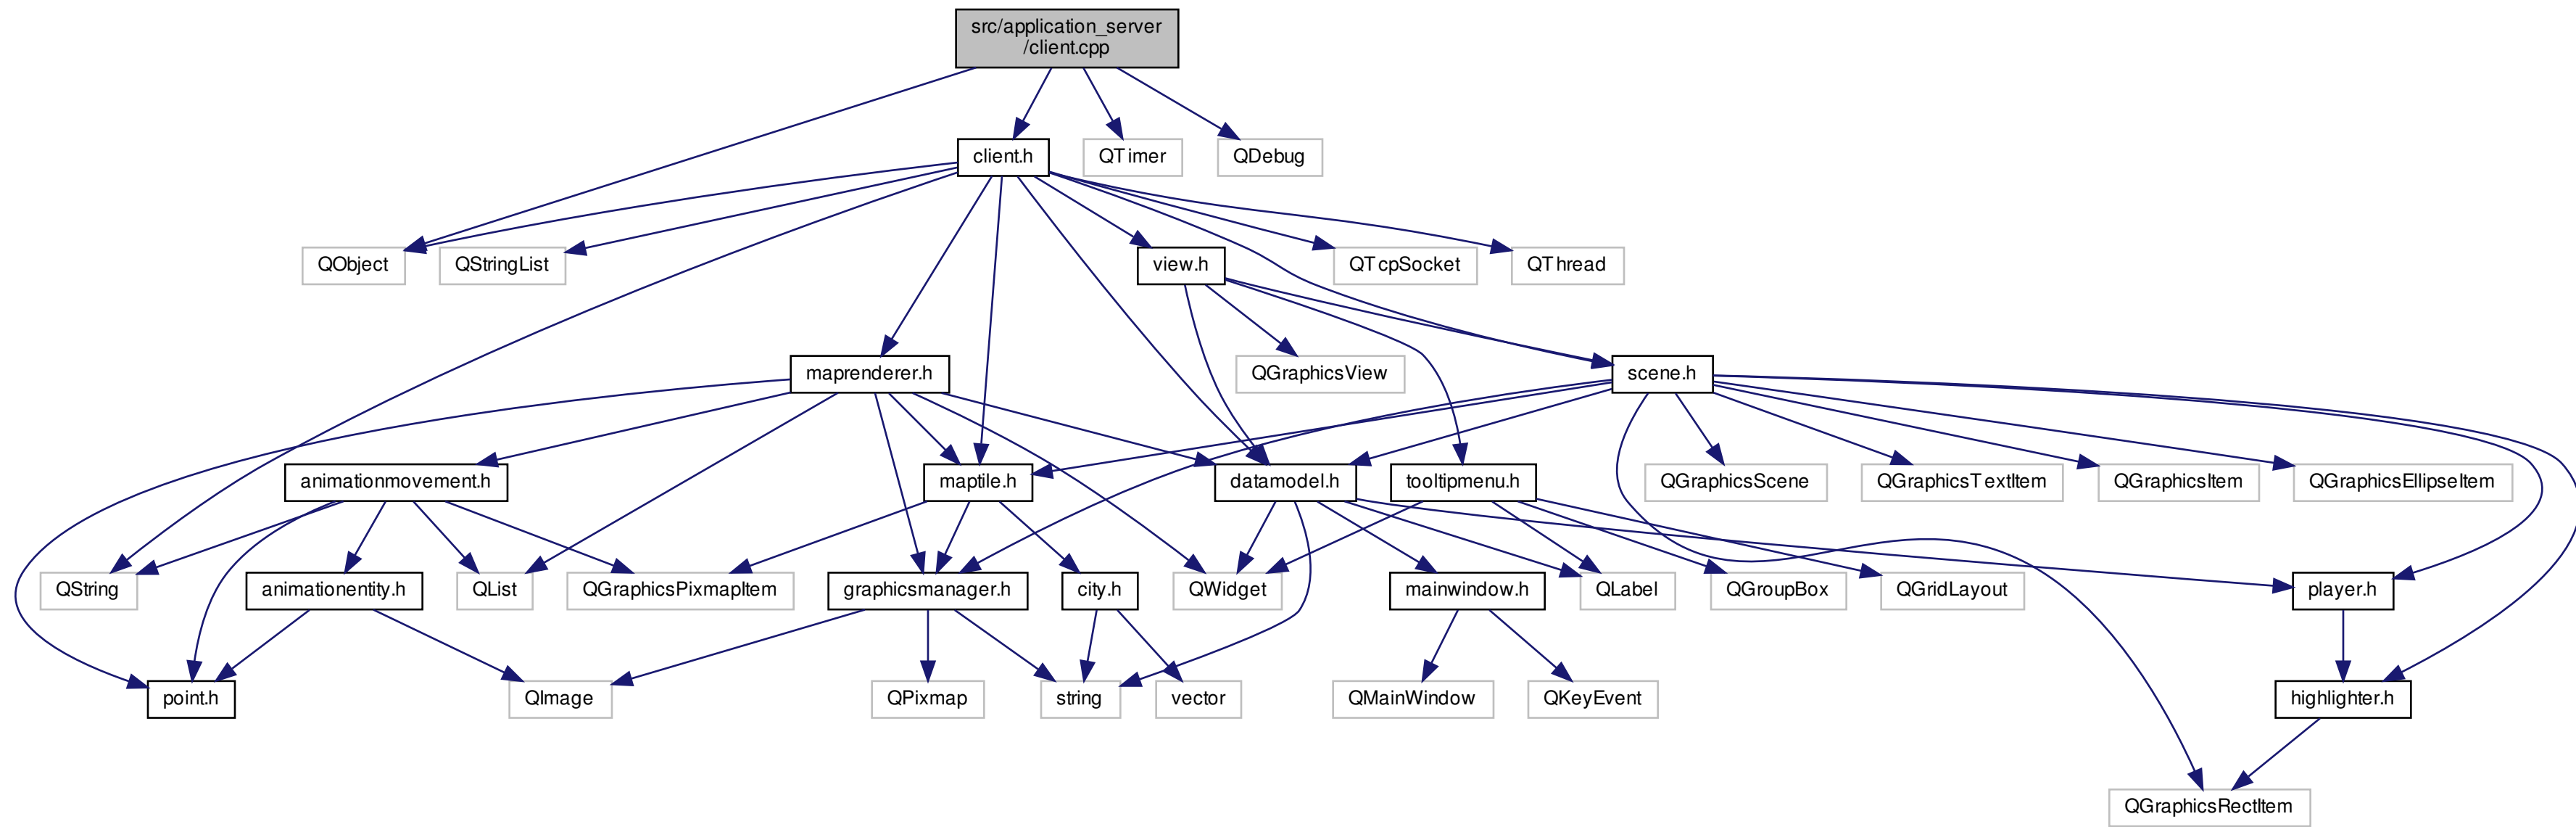 src/application_server
/client.cpp
client.h
QTimer
QDebug
QObject
QStringList
view.h
QTcpSocket
QThread
maprenderer.h
QGraphicsView
scene.h
animationmovement.h
maptile.h
datamodel.h
tooltipmenu.h
QGraphicsScene
QGraphicsTextItem
QGraphicsItem
QGraphicsEllipseItem
QString
animationentity.h
QList
QGraphicsPixmapItem
graphicsmanager.h
city.h
QWidget
mainwindow.h
QLabel
QGroupBox
QGridLayout
player.h
point.h
QImage
QPixmap
string
vector
QMainWindow
QKeyEvent
highlighter.h
QGraphicsRectItem